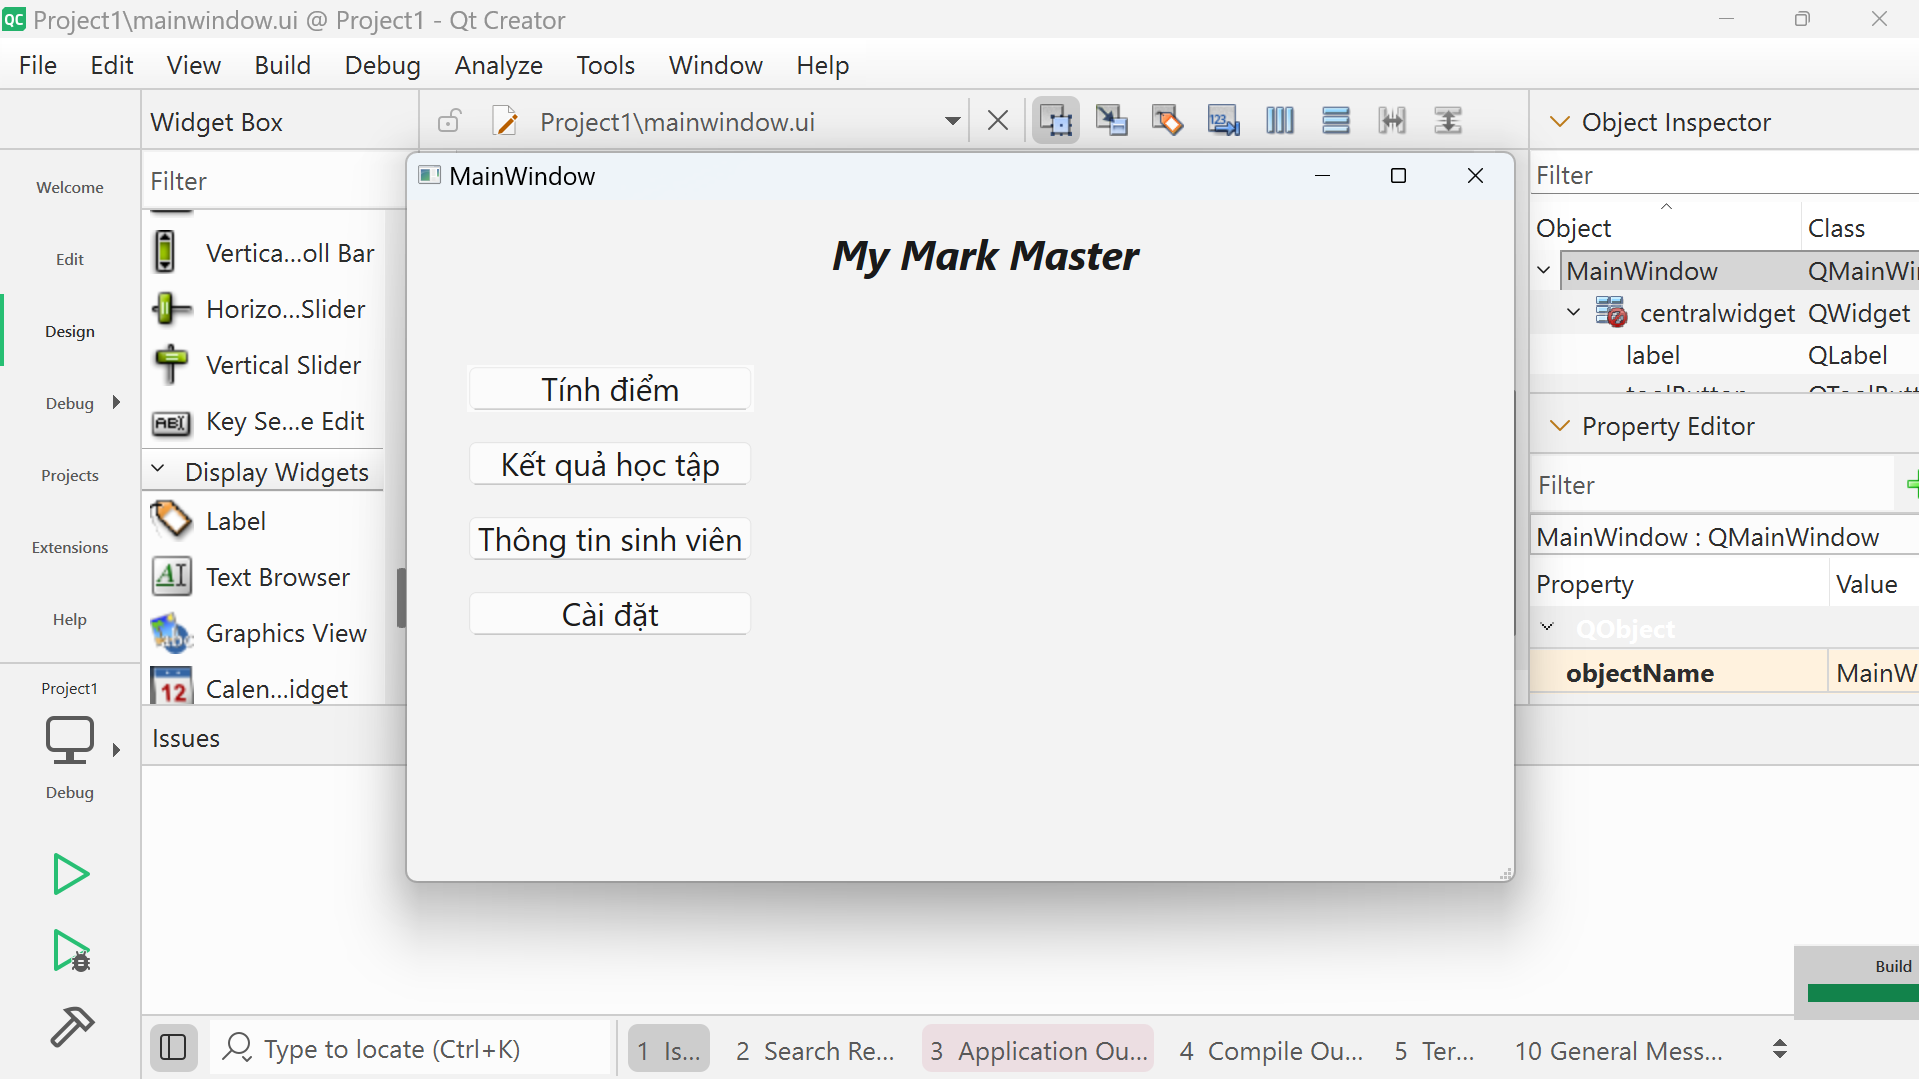 QC Project1\mainwindow.ui @ Project1 - Qt Creator
File Edit View Build Debug Analyze Tools Window Help
Widget Box
Project1\mainwindow.ui
Object Inspector
Filter
Vertica...oll Bar
Horizo...Slider
Vertical Slider
Key Se...e Edit
Display Widgets
Label
Text Browser
Graphics View
12 Calen...idget
Welcome
Edit
Design
Debug
Projects
Extensions
Help
Project1
Debug
MainWindow
My Mark Master
Tính điểm
Kết quả học tập
Thông tin sinh viên
Cài đặt
Filter
Object Class
MainWindow QMainWi
centralwidget QWidget
label QLabel
Property Editor
Filter
MainWindow : QMainWindow
Property Value
QObject
objectName MainW
Issues
Build
Type to locate (Ctrl+K)
1 Is... 2 Search Re... 3 Application Ou... 4 Compile Ou... 5 Ter... 10 General Mess...